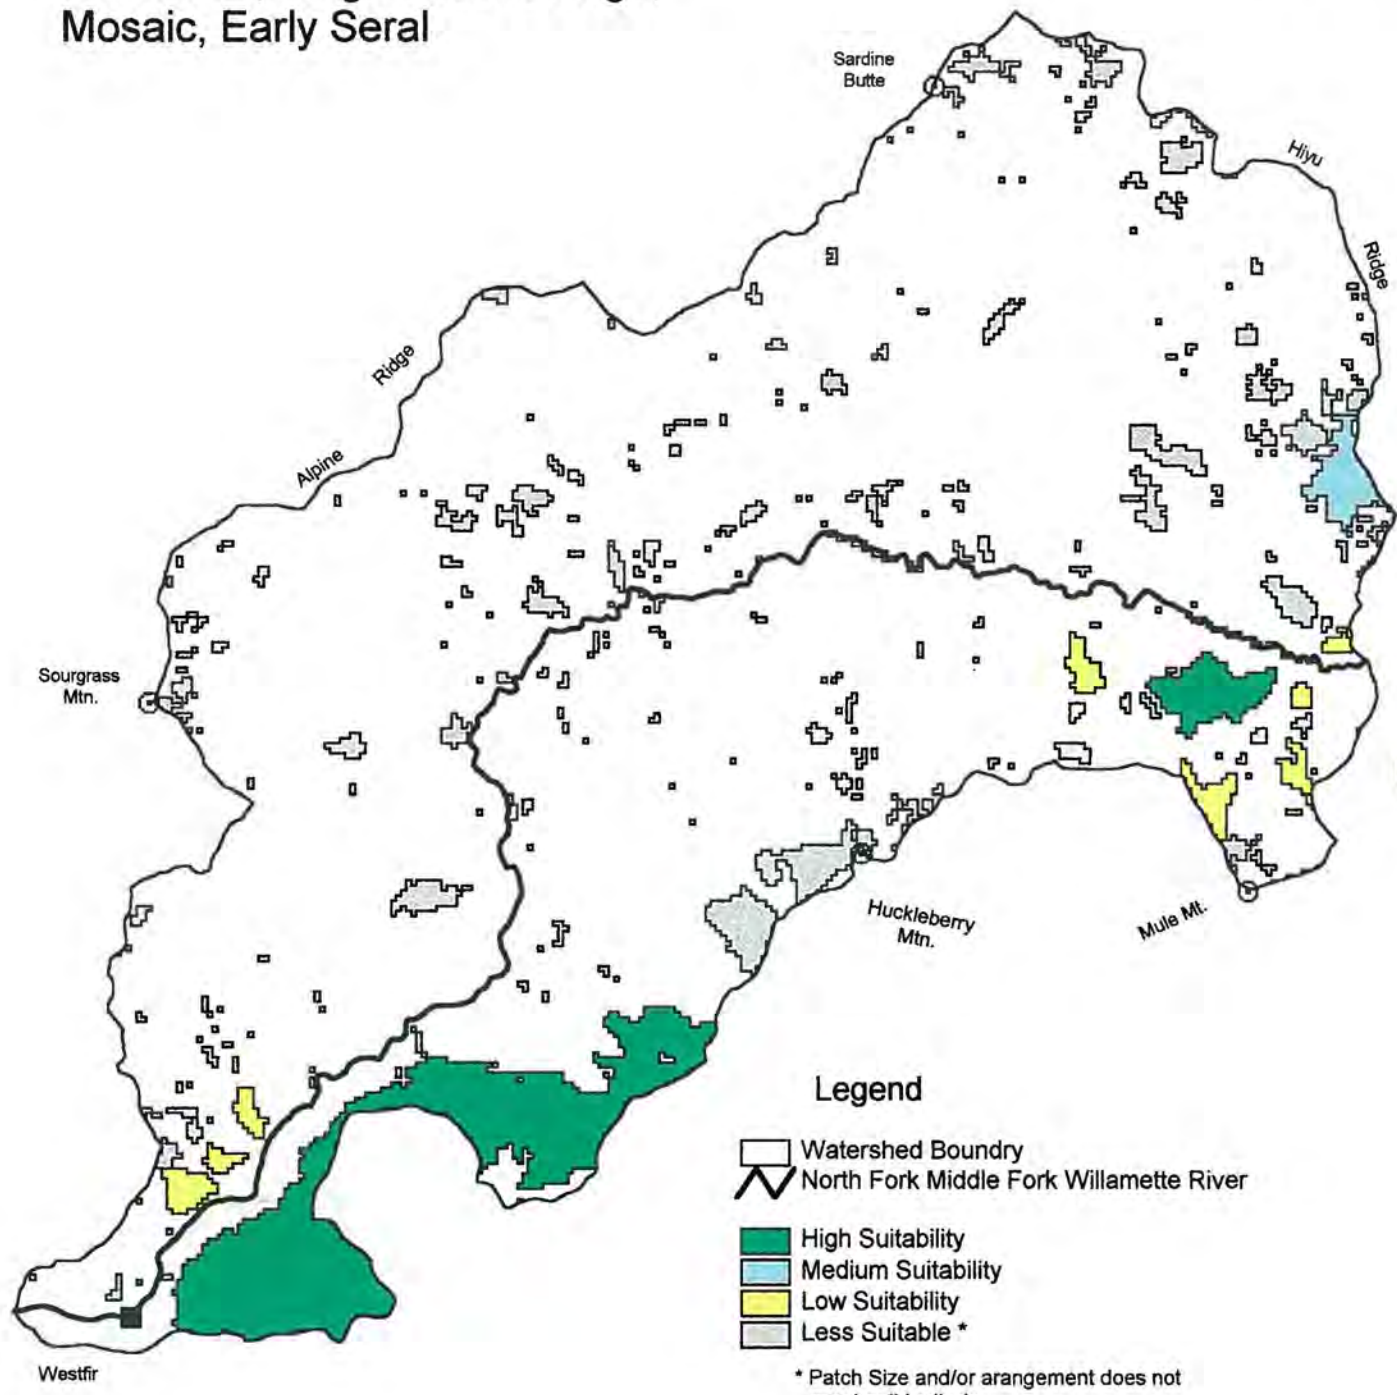 Mosaic, Early Seral
Sardine
Butte
Hiyu
Ridge
Ridge
Alpine
Sourgrass
Mtn.
Huckleberry
Mtn.
Mule Mt.
Legend
Watershed Boundry
North Fork Middle Fork Willamette River
High Suitability
Medium Suitability
Low Suitability
Less Suitable *
Westfir
* Patch Size and/or arangement does not